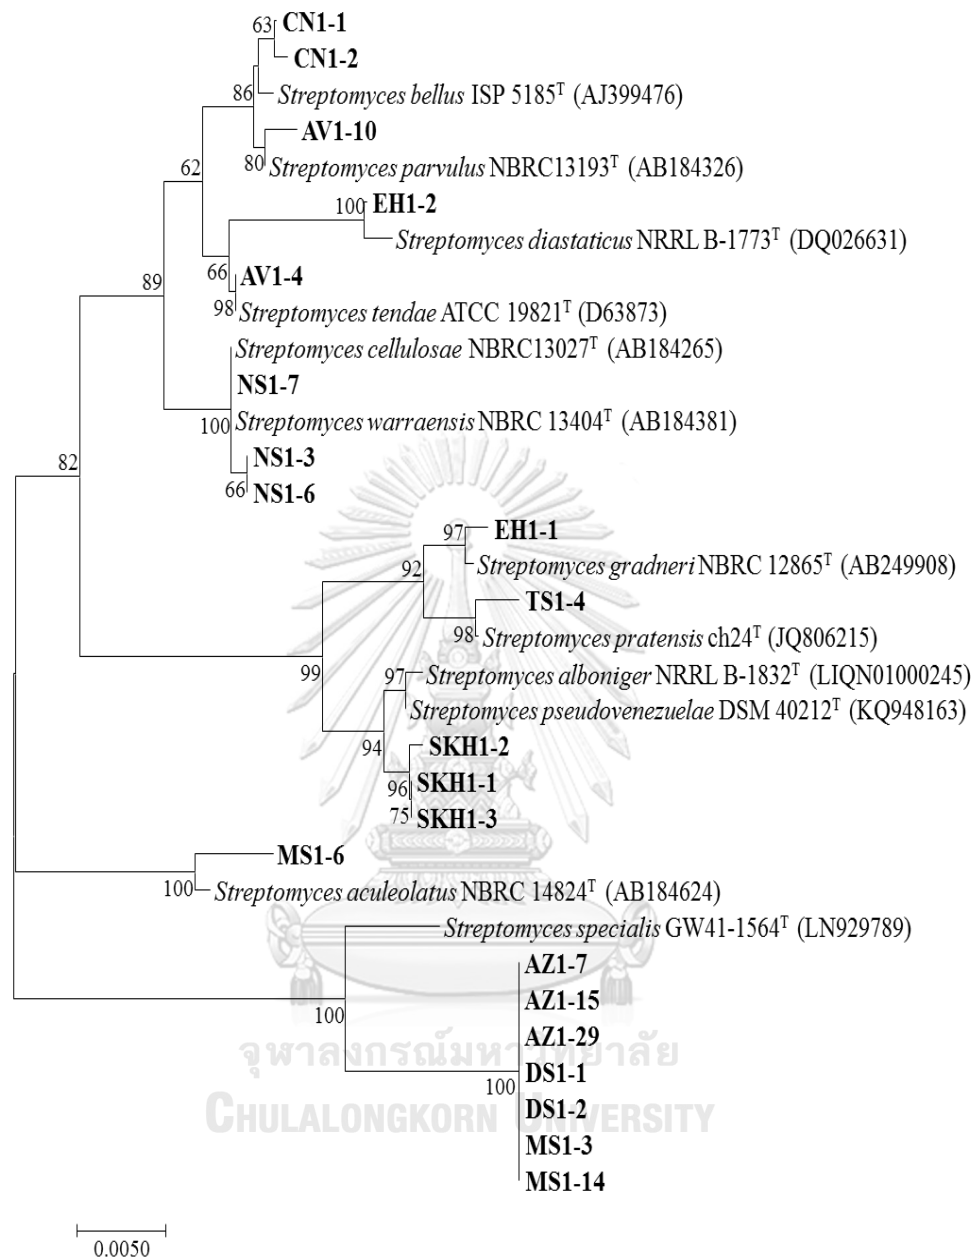 63
CN1-1
CN1-2
86
Streptomyces bellus ISP 5185ᵀ (AJ399476)
AV1-10
62
80
Streptomyces parvulus NBRC13193ᵀ (AB184326)
100
EH1-2
Streptomyces diastaticus NRRL B-1773ᵀ (DQ026631)
66
AV1-4
89
98
Streptomyces tendae ATCC 19821ᵀ (D63873)
Streptomyces cellulosae NBRC13027ᵀ (AB184265)
NS1-7
100
Streptomyces warraensis NBRC 13404ᵀ (AB184381)
82
NS1-3
66
NS1-6
97
EH1-1
92
Streptomyces gradneri NBRC 12865ᵀ (AB249908)
TS1-4
98
Streptomyces pratensis ch24ᵀ (JQ806215)
99
97
Streptomyces alboniger NRRL B-1832ᵀ (LIQN01000245)
Streptomyces pseudovenezuelae DSM 40212ᵀ (KQ948163)
94
SKH1-2
96
SKH1-1
75
SKH1-3
MS1-6
100
Streptomyces aculeolatus NBRC 14824ᵀ (AB184624)
Streptomyces specialis GW41-1564ᵀ (LN929789)
AZ1-7
AZ1-15
100
AZ1-29
จุฬาลงกรณ์มหาวิทยาลัย
DS1-1
100
DS1-2
CHULALONGKORN UNIVERSITY
MS1-3
MS1-14
0.0050